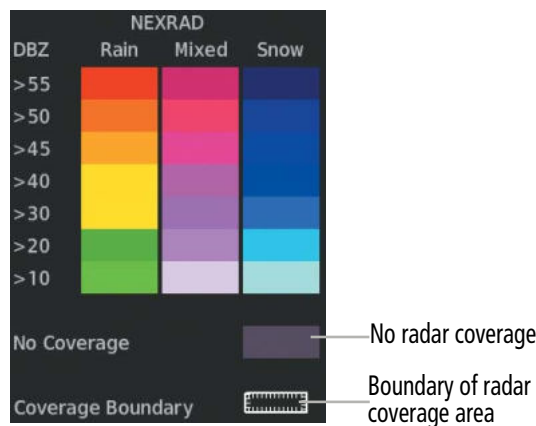 NEXRAD
DBZ Rain Mixed Snow
>55
>50
>45
>40
>30
>20
>10
No Coverage
No radar coverage
Coverage Boundary
Boundary of radar
coverage area